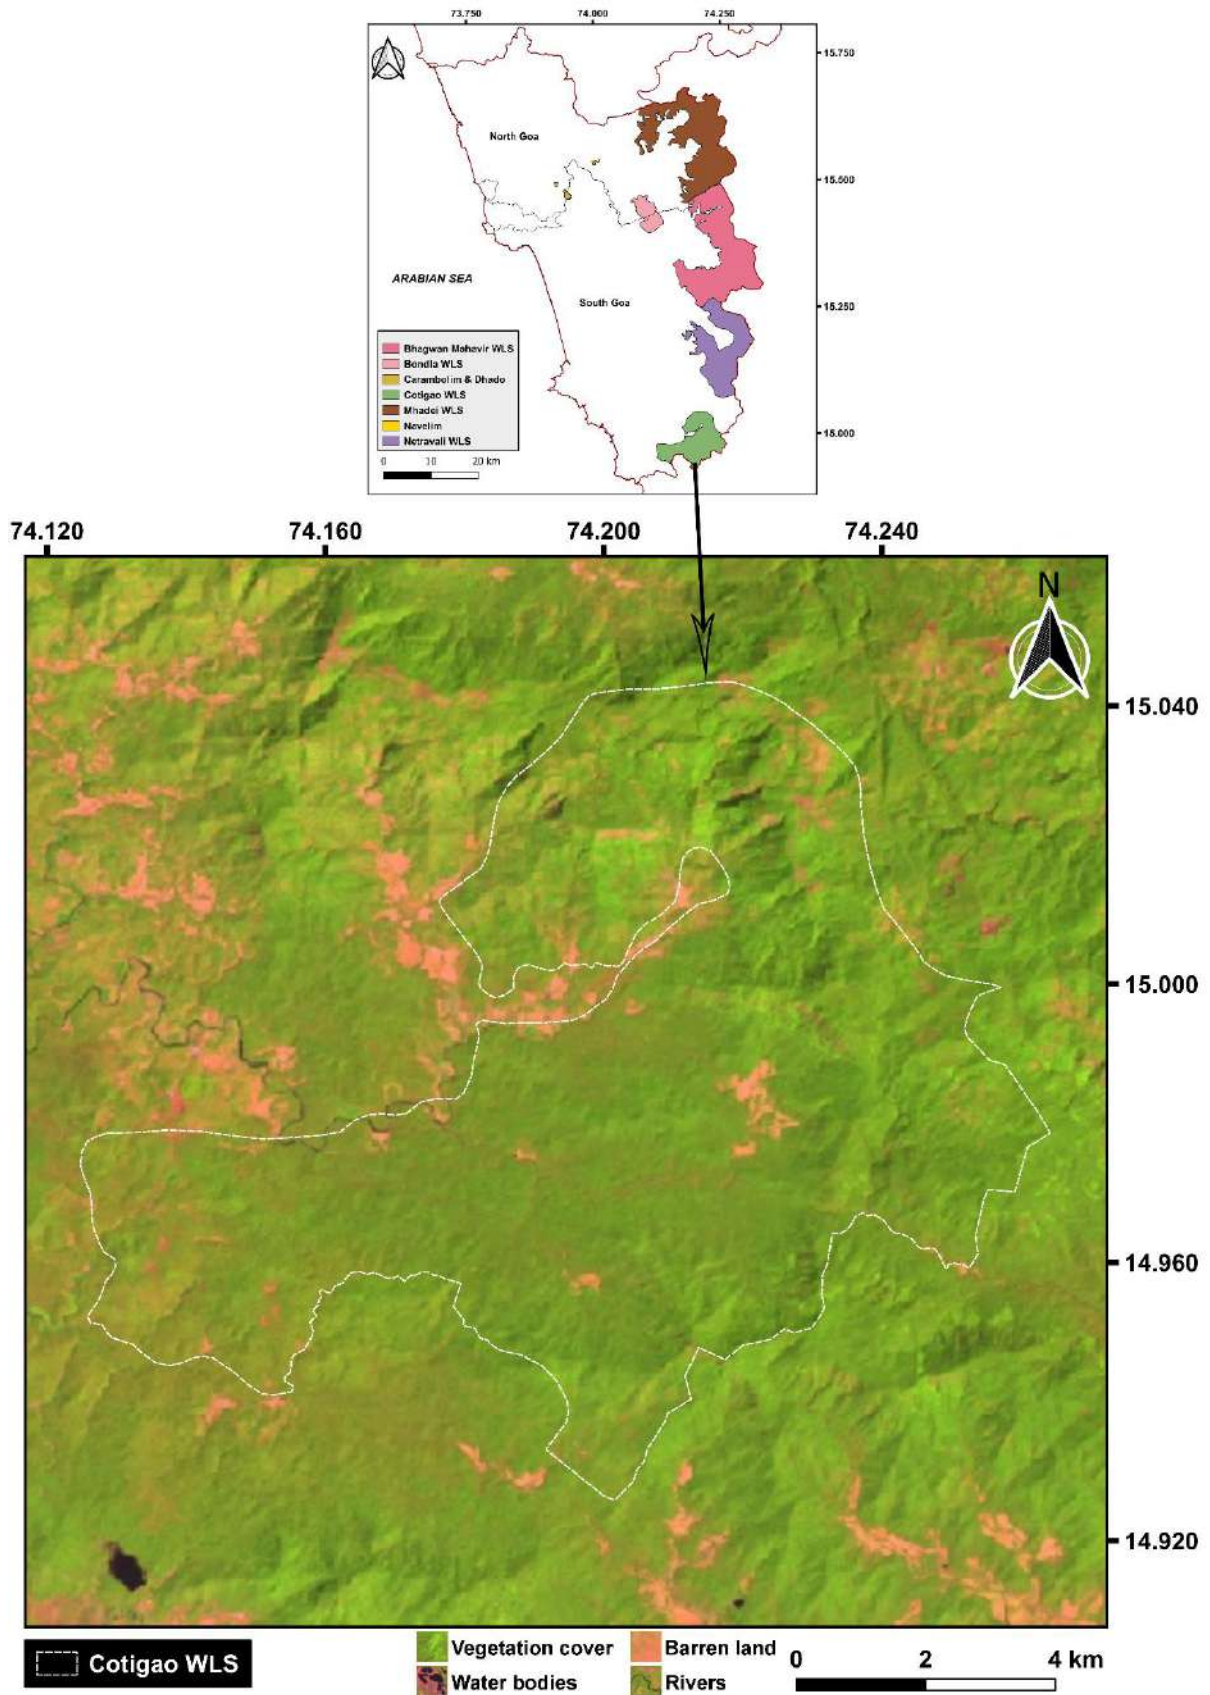 73.750 74.000 74.250
15.750
North Goa
15.500
ARABIAN SEA
South Goa
15.250
Bhagwan Mahavir WLS
Bondla WLS
Carambolim & Dhado
Cotigao WLS
Mhadei WLS
Navelim
Netravali WLS
15.000
0 10 20 km
74.120 74.160 74.200 74.240
N
15.040
15.000
14.960
14.920
Cotigao WLS
Vegetation cover
Barren land
Water bodies
Rivers
0 2 4 km